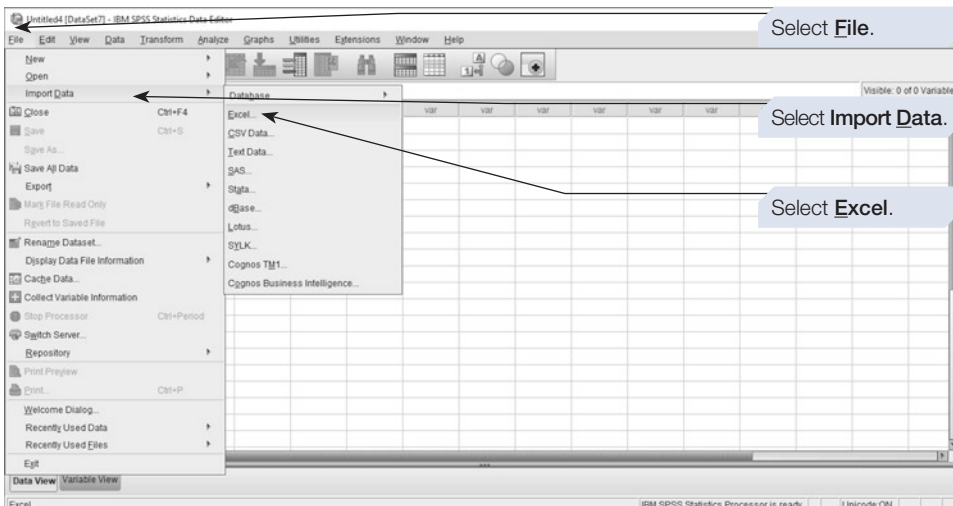 Untitled4 [DataSet7] - IBM SPSS Statistics Data Editor
File Edit View Data Transform Analyze Graphs Utilities Extensions Window Help
Select File.
New
Open
Import Data
Visible: 0 of 0 Variable
Database
var var var var var
Close Ctrl+F4
Excel...
Select Import Data.
Save Ctrl+S
CSV Data...
Save As...
Text Data...
Save All Data
SAS...
Export
Stata...
Mark File Read Only
dBase...
Select Excel.
Revert to Saved File
Lotus...
Rename Dataset...
SYLK...
Display Data File Information
Cognos TM1...
Cache Data...
Cognos Business Intelligence...
Collect Variable Information
Stop Processor Ctrl+Period
Switch Server...
Repository
Print Preview
Print... Ctrl+P
Welcome Dialog...
Recently Used Data
Recently Used Files
Exit
Data View Variable View
Excel... IBM SPSS Statistics Processor is ready Unicode:ON